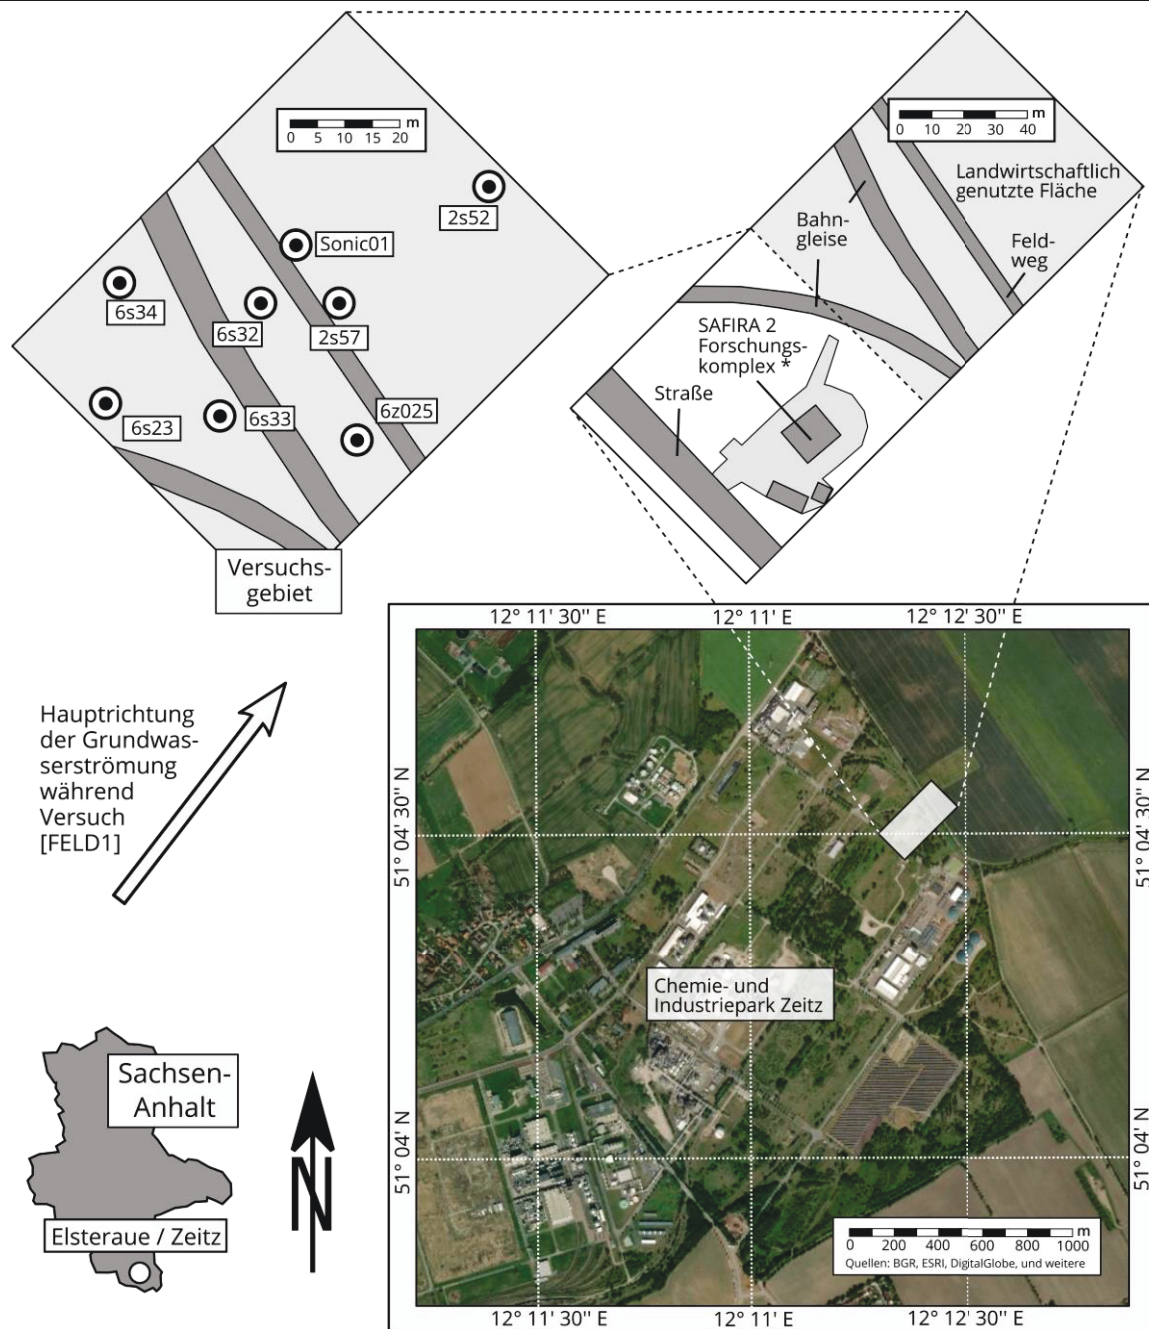 m
0 5 10 15 20
2s52
Sonic01
6s34
6s32
2s57
6s23
6s33
6z025
Versuchs-
gebiet
m
0 10 20 30 40
Landwirtschaftlich
genutzte Fläche
Bahn-
gleise
Feld-
weg
SAFIRA 2
Forschungs-
komplex *
Straße
Hauptrichtung
der Grundwas-
serströmung
während
Versuch
[FELD1]
Sachsen-
Anhalt
Elsteraue / Zeitz
N
12° 11' 30'' E 12° 11' E 12° 12' 30'' E
51° 04' 30'' N
51° 04' N
51° 04' 30'' N
51° 04' N
Chemie- und
Industriepark Zeitz
m
0 200 400 600 800 1000
Quellen: BGR, ESRI, DigitalGlobe, und weitere
12° 11' 30'' E 12° 11' E 12° 12' 30'' E